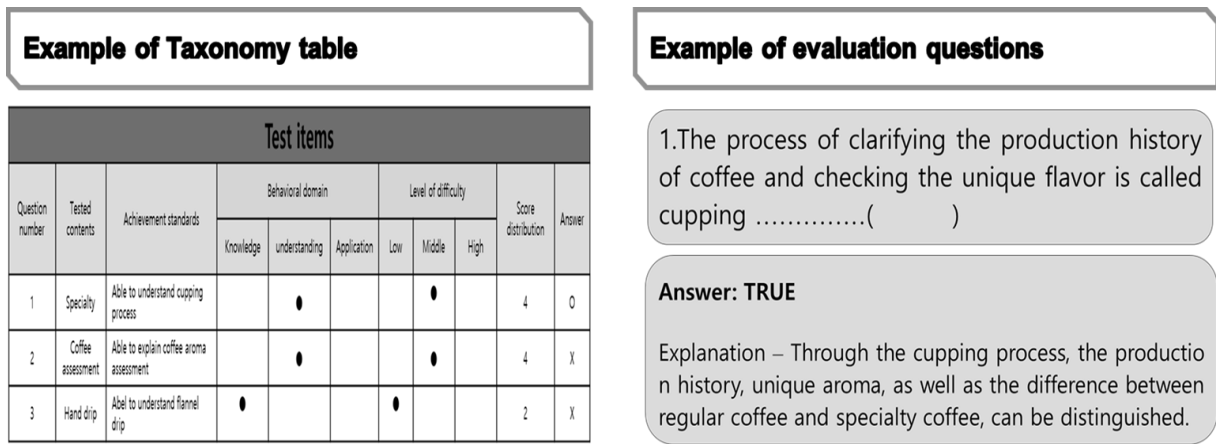 Example of Taxonomy table
Test items
Question number
Tested contents
Achievement standards
Behavioral domain
Level of difficulty
Score distribution
Answer
Knowledge
understanding
Application
Low
Middle
High
1 Specialty Able to understand cupping process ● ● 4 O
2 Coffee assessment Able to explain coffee aroma assessment ● ● 4 X
3 Hand drip Abel to understand flannel drip ● ● 2 X
Example of evaluation questions
1.The process of clarifying the production history
of coffee and checking the unique flavor is called
cupping ..............( )
Answer: TRUE
Explanation – Through the cupping process, the productio
n history, unique aroma, as well as the difference between
regular coffee and specialty coffee, can be distinguished.